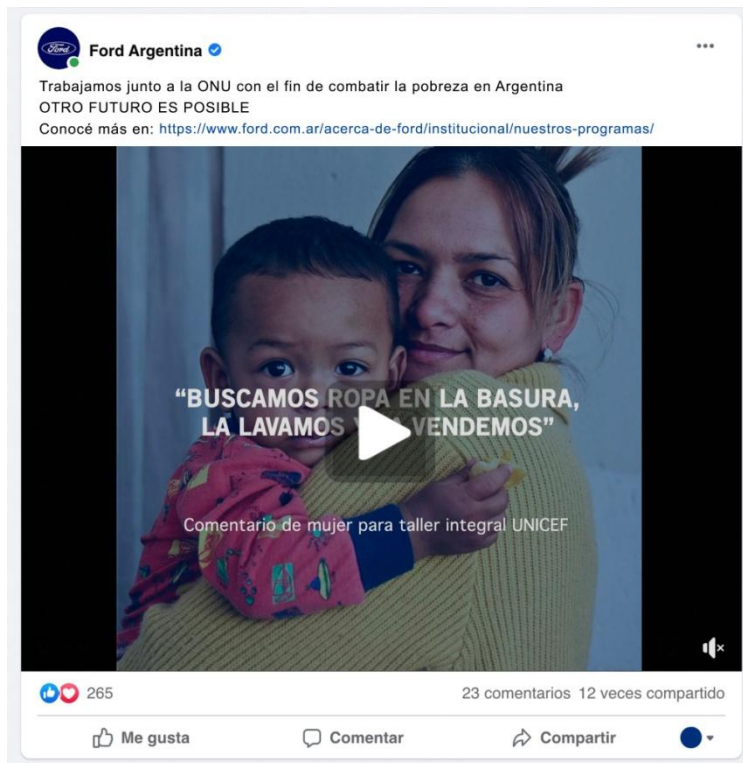 Ford
Ford Argentina
Trabajamos junto a la ONU con el fin de combatir la pobreza en Argentina
OTRO FUTURO ES POSIBLE
Conocé más en: https://www.ford.com.ar/acerca-de-ford/institucional/nuestros-programas/
“BUSCAMOS ROPA EN LA BASURA,
LA LAVAMOS Y VENDEMOS”
Comentario de mujer para taller integral UNICEF
265
23 comentarios 12 veces compartido
Me gusta
Comentar
Compartir